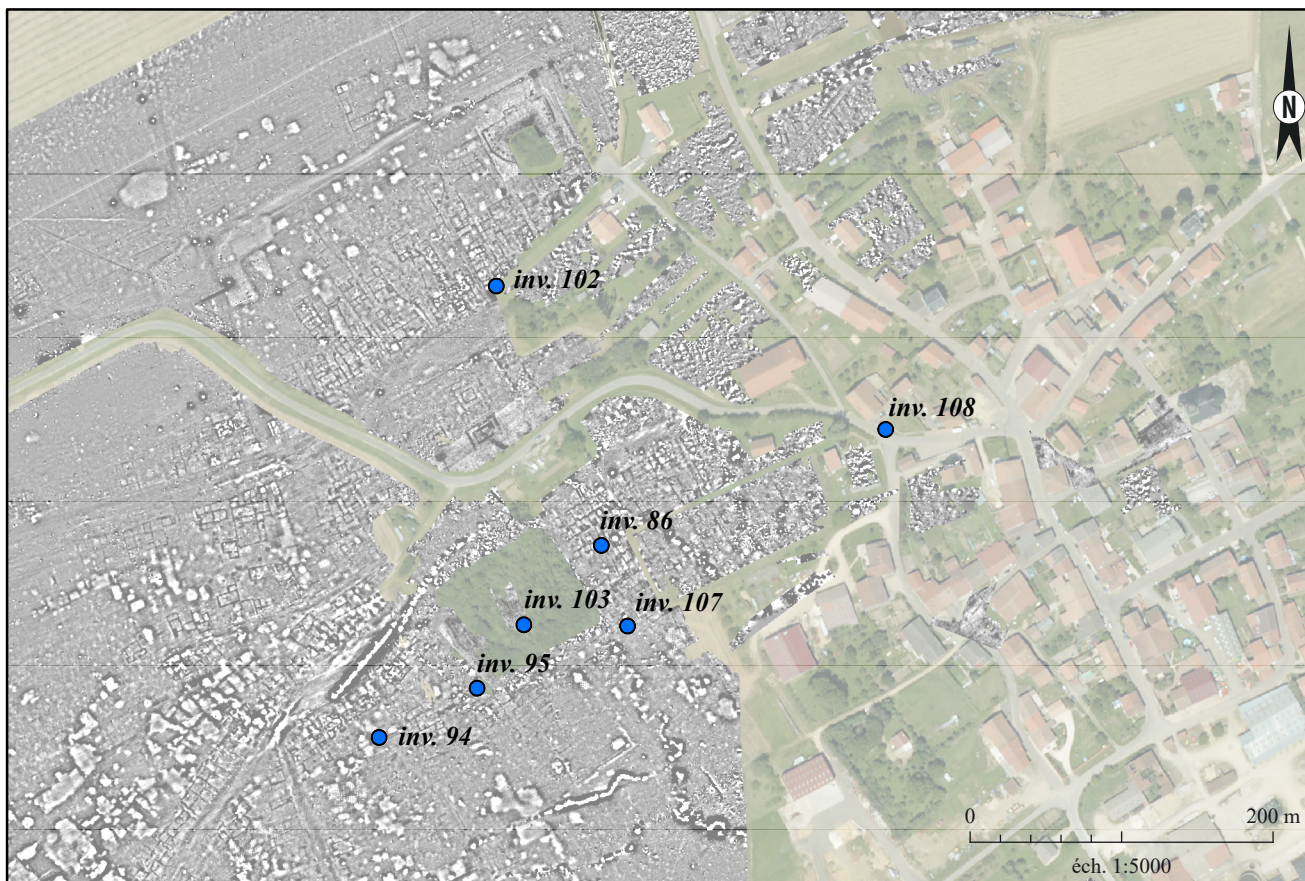 N
inv. 102
inv. 108
inv. 86
inv. 103
inv. 107
inv. 95
inv. 94
0 200 m
éch. 1:5000